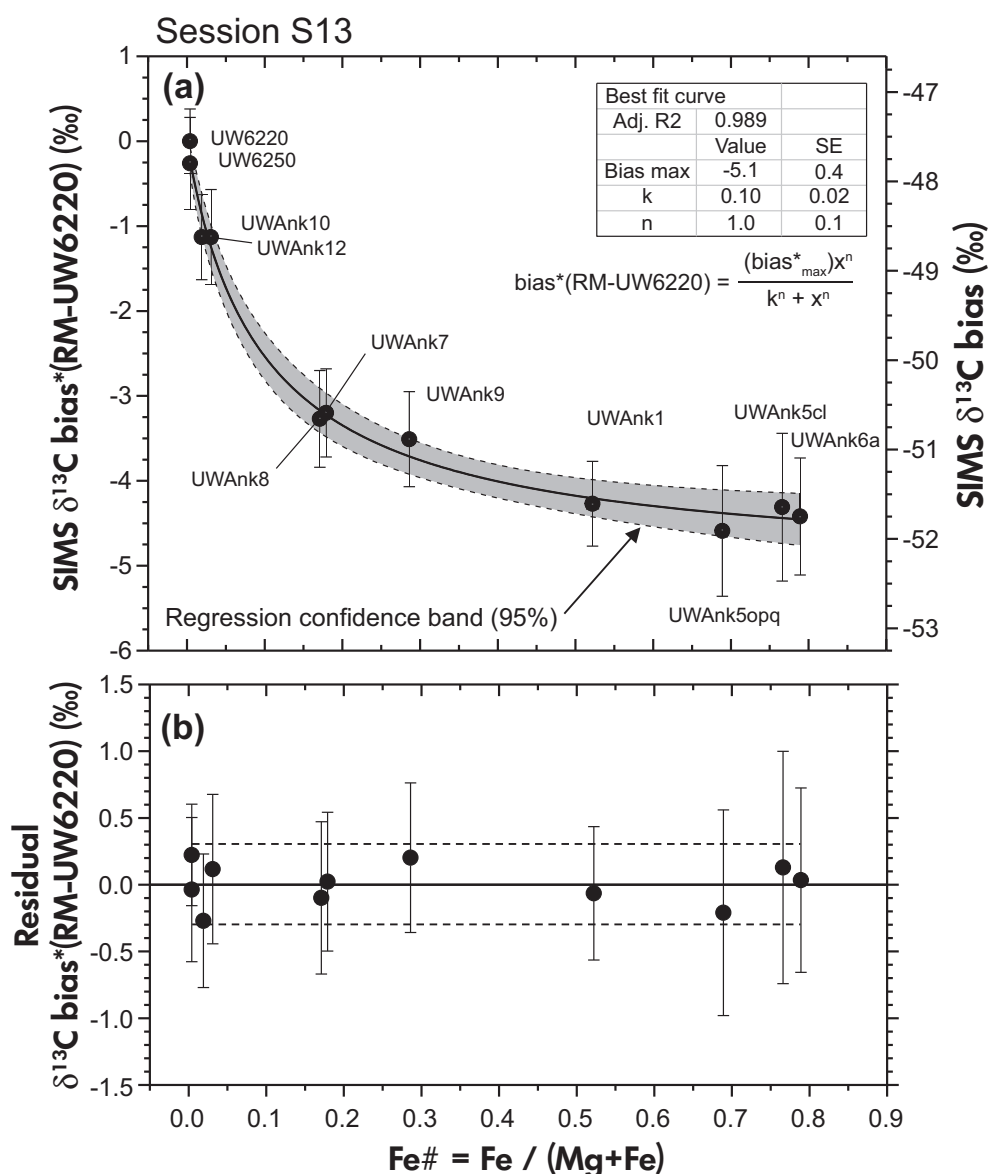 Session S13
(a)
SIMS δ¹³C bias*(RM-UW6220) (‰)
1
0
-1
-2
-3
-4
-5
-6
UW6220
UW6250
UWAnk10
UWAnk12
UWAnk7
UWAnk8
UWAnk9
UWAnk1
UWAnk5cl
UWAnk6a
UWAnk5opq
Best fit curve
Adj. R2 0.989
Value SE
Bias max -5.1 0.4
k 0.10 0.02
n 1.0 0.1
bias*(RM-UW6220) = (bias*max)xⁿ
kⁿ + xⁿ
Regression confidence band (95%)
-47
-48
-49
-50
-51
-52
-53
SIMS δ¹³C bias (‰)
(b)
Residual
δ¹³C bias*(RM-UW6220) (‰)
1.5
1.0
0.5
0.0
-0.5
-1.0
-1.5
0.0 0.1 0.2 0.3 0.4 0.5 0.6 0.7 0.8 0.9
Fe# = Fe / (Mg+Fe)